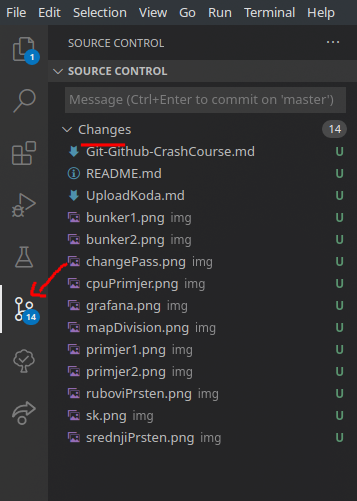 File Edit Selection View Go Run Terminal Help
1
SOURCE CONTROL ...
SOURCE CONTROL
Message (Ctrl+Enter to commit on 'master')
Changes 14
Git-Github-CrashCourse.md U
README.md U
UploadKoda.md U
bunker1.png img U
bunker2.png img U
changePass.png img U
cpuPrimjer.png img U
grafana.png img U
14
mapDivision.png img U
primjer1.png img U
primjer2.png img U
ruboviPrsten.png img U
sk.png img U
srednjiPrsten.png img U